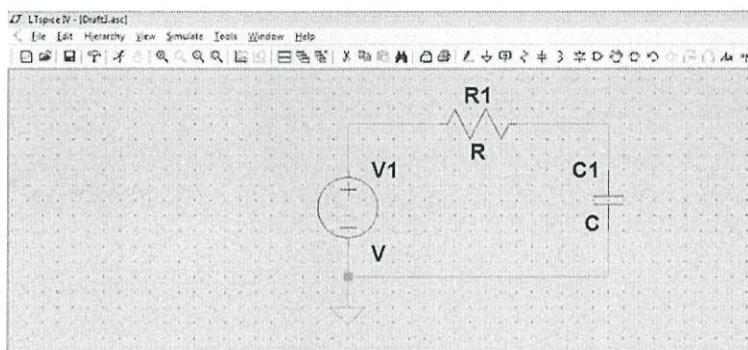 LTspice IV - [Draft3.asc]
File Edit Hierarchy View Simulate Tools Window Help
R1
R
V1
V
C1
C